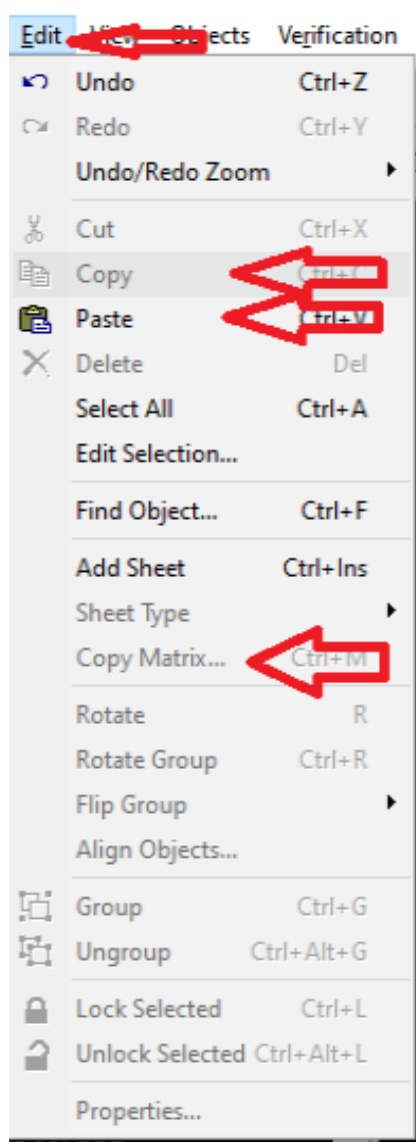 Edit View Objects Verification
Undo Ctrl+Z
Redo Ctrl+Y
Undo/Redo Zoom
Cut Ctrl+X
Copy Ctrl+C
Paste Ctrl+V
Delete Del
Select All Ctrl+A
Edit Selection...
Find Object... Ctrl+F
Add Sheet Ctrl+Ins
Sheet Type
Copy Matrix... Ctrl+M
Rotate R
Rotate Group Ctrl+R
Flip Group
Align Objects...
Group Ctrl+G
Ungroup Ctrl+Alt+G
Lock Selected Ctrl+L
Unlock Selected Ctrl+Alt+L
Properties...